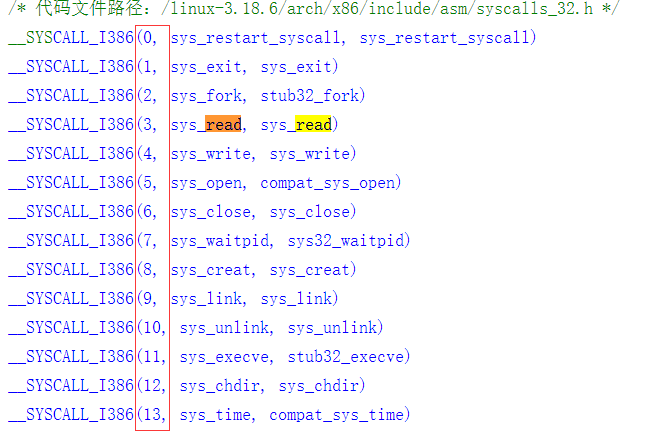 /* 代码文件路径: /linux-3.18.6/arch/x86/include/asm/syscalls_32.h */
__SYSCALL_I386(0, sys_restart_syscall, sys_restart_syscall)
__SYSCALL_I386(1, sys_exit, sys_exit)
__SYSCALL_I386(2, sys_fork, stub32_fork)
__SYSCALL_I386(3, sys_read, sys_read)
__SYSCALL_I386(4, sys_write, sys_write)
__SYSCALL_I386(5, sys_open, compat_sys_open)
__SYSCALL_I386(6, sys_close, sys_close)
__SYSCALL_I386(7, sys_waitpid, sys32_waitpid)
__SYSCALL_I386(8, sys_creat, sys_creat)
__SYSCALL_I386(9, sys_link, sys_link)
__SYSCALL_I386(10, sys_unlink, sys_unlink)
__SYSCALL_I386(11, sys_execve, stub32_execve)
__SYSCALL_I386(12, sys_chdir, sys_chdir)
__SYSCALL_I386(13, sys_time, compat_sys_time)